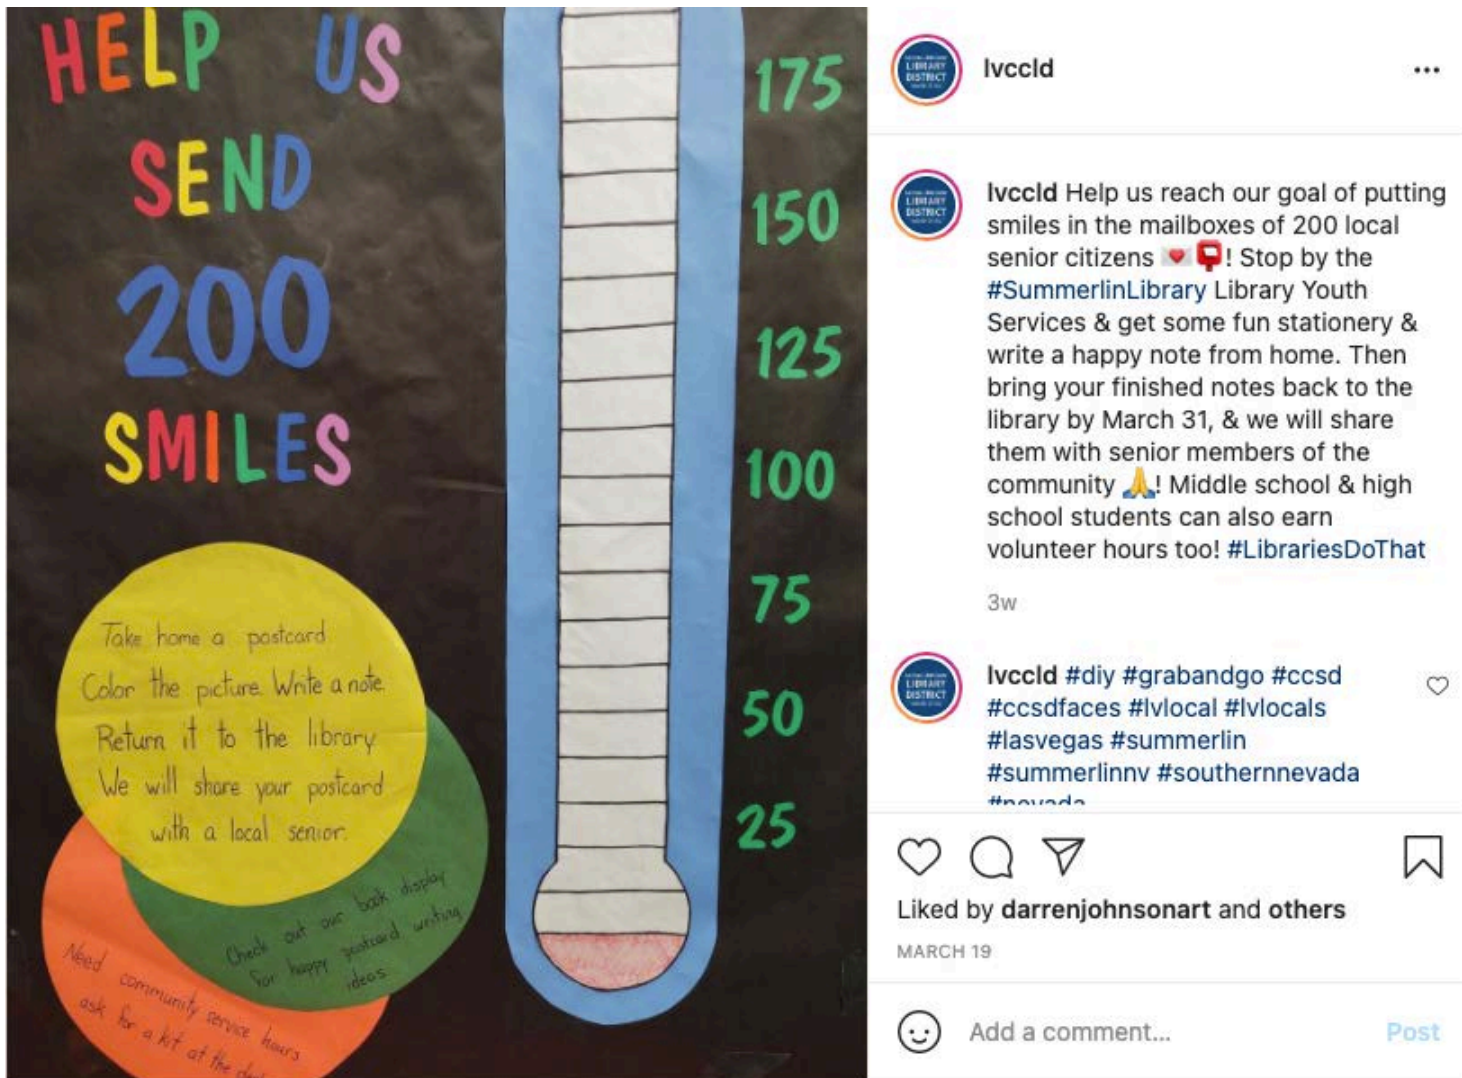 HELP US
SEND
200
SMILES
Take home a postcard
Color the picture. Write a note.
Return it to the library
We will share your postcard
with a local senior.
Check out our book display
for happy postcard writing
ideas
Need community service hours
ask for a kit at the
175
150
125
100
75
50
25
LIBRARY
DISTRICT
lvccld
LIBRARY
DISTRICT
lvccld Help us reach our goal of putting
smiles in the mailboxes of 200 local
senior citizens 💌📮! Stop by the
#SummerlinLibrary Library Youth
Services & get some fun stationery &
write a happy note from home. Then
bring your finished notes back to the
library by March 31, & we will share
them with senior members of the
community 🙏! Middle school & high
school students can also earn
volunteer hours too! #LibrariesDoThat
3w
LIBRARY
DISTRICT
lvccld #diy #grabandgo #ccsd
#ccsdfaces #lvlocal #lvlocals
#lasvegas #summerlin
#summerlinnv #southernnevada
#nevada
Liked by darrenjohnsonart and others
MARCH 19
Add a comment...
Post